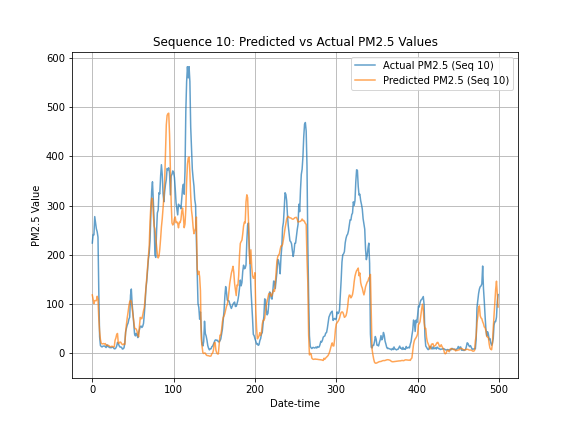 Sequence 10: Predicted vs Actual PM2.5 Values
Actual PM2.5 (Seq 10)
Predicted PM2.5 (Seq 10)
PM2.5 Value
600
500
400
300
200
100
0
0 100 200 300 400 500
Date-time